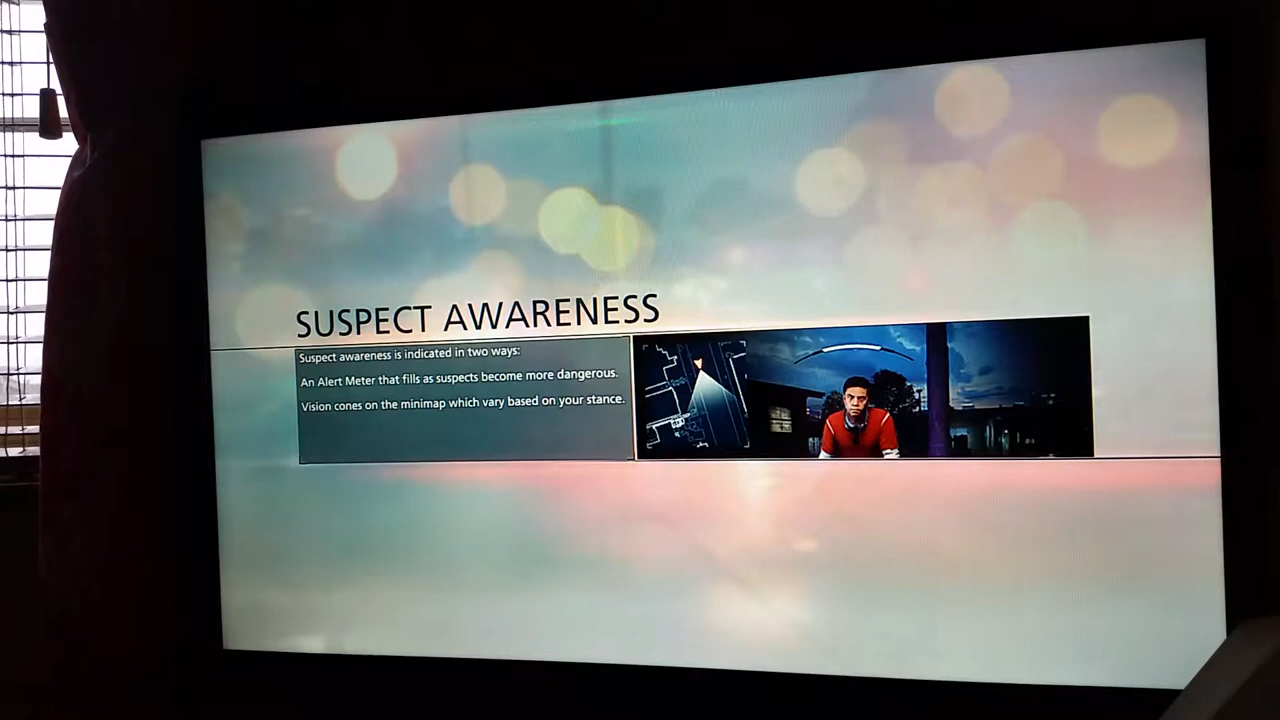 SUSPECT AWARENESS
Suspect awareness is indicated in two ways:
An Alert Meter that fills as suspects become more dangerous.
Vision cones on the minimap which vary based on your stance.